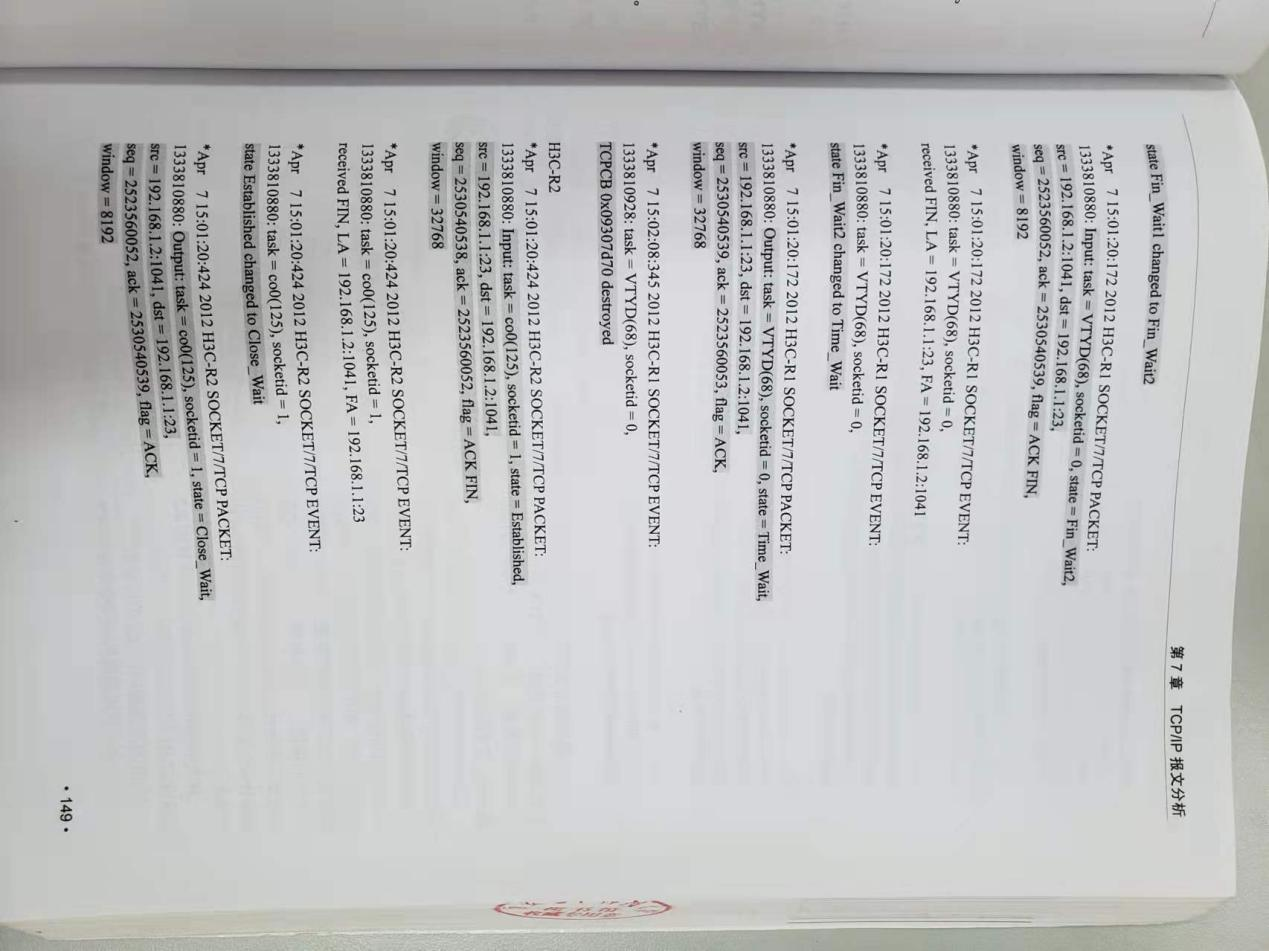 第 7 章 TCP/IP 报文分析
state Fin_Wait1 changed to Fin_Wait2
*Apr 7 15:01:20:172 2012 H3C-R1 SOCKET/7/TCP PACKET:
1333810880: Input: task = VTYD(68), socketid = 0, state = Fin_Wait2,
src = 192.168.1.2:1041, dst = 192.168.1.1:23,
seq = 2523560052, ack = 2530540539, flag = ACK FIN,
window = 8192
*Apr 7 15:01:20:172 2012 H3C-R1 SOCKET/7/TCP EVENT:
1333810880: task = VTYD(68), socketid = 0,
received FIN, LA = 192.168.1.1:23, FA = 192.168.1.2:1041
*Apr 7 15:01:20:172 2012 H3C-R1 SOCKET/7/TCP EVENT:
1333810880: task = VTYD(68), socketid = 0,
state Fin_Wait2 changed to Time_Wait
*Apr 7 15:01:20:172 2012 H3C-R1 SOCKET/7/TCP PACKET:
1333810880: Output: task = VTYD(68), socketid = 0, state = Time_Wait,
src = 192.168.1.1:23, dst = 192.168.1.2:1041,
seq = 2530540539, ack = 2523560053, flag = ACK,
window = 32768
*Apr 7 15:02:08:345 2012 H3C-R1 SOCKET/7/TCP EVENT:
1333810928: task = VTYD(68), socketid = 0,
TCPCB 0x09307d70 destroyed
H3C-R2
*Apr 7 15:01:20:424 2012 H3C-R2 SOCKET/7/TCP PACKET:
1333810880: Input: task = co0(125), socketid = 1, state = Established,
src = 192.168.1.1:23, dst = 192.168.1.2:1041,
seq = 2530540538, ack = 2523560052, flag = ACK FIN,
window = 32768
*Apr 7 15:01:20:424 2012 H3C-R2 SOCKET/7/TCP EVENT:
1333810880: task = co0(125), socketid = 1,
received FIN, LA = 192.168.1.2:1041, FA = 192.168.1.1:23
*Apr 7 15:01:20:424 2012 H3C-R2 SOCKET/7/TCP EVENT:
1333810880: task = co0(125), socketid = 1,
state Established changed to Close_Wait
*Apr 7 15:01:20:424 2012 H3C-R2 SOCKET/7/TCP PACKET:
1333810880: Output: task = co0(125), socketid = 1, state = Close_Wait,
src = 192.168.1.2:1041, dst = 192.168.1.1:23,
seq = 2523560052, ack = 2530540539, flag = ACK,
window = 8192
• 149 •